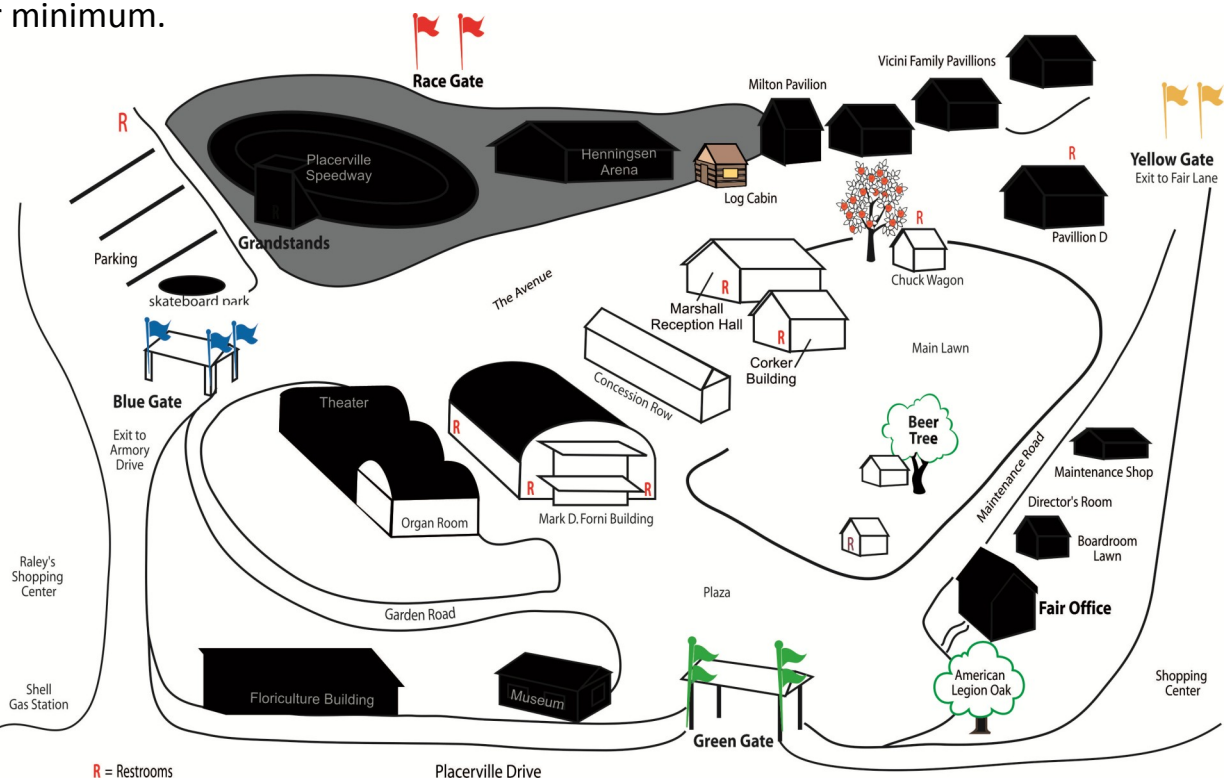 r minimum.
Race Gate
Vicini Family Pavillions
Milton Pavilion
R
Placerville
Speedway
Henningsen
Arena
R
Yellow Gate
Exit to Fair Lane
Log Cabin
R
R
Grandstands
Pavillion D
Parking
Chuck Wagon
skateboard park
The Avenue
R
Marshall
Reception Hall
R
Main Lawn
Corker
Building
Concession Row
Blue Gate
Theater
Exit to
Armory
Drive
R
Beer
Tree
Maintenance Road
Maintenance Shop
R
R
Organ Room
Mark D. Forni Building
Director's Room
R
Boardroom
Lawn
Raley's
Shopping
Center
Plaza
Garden Road
Fair Office
American
Legion Oak
Shopping
Center
Shell
Gas Station
Floriculture Building
Museum
Green Gate
R = Restrooms
Placerville Drive